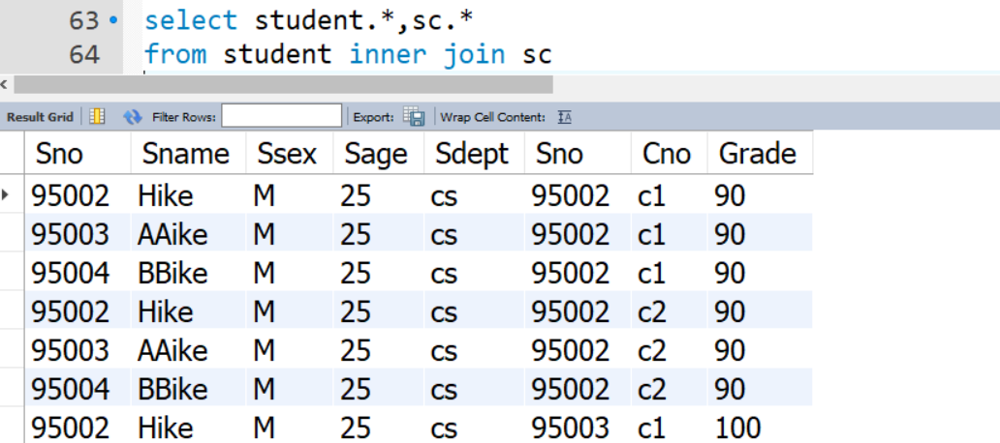 63 select student.*,sc.*
64 from student inner join sc
Result Grid Filter Rows: Export: Wrap Cell Content:
Sno Sname Ssex Sage Sdept Sno Cno Grade
95002 Hike M 25 cs 95002 c1 90
95003 AAike M 25 cs 95002 c1 90
95004 BBike M 25 cs 95002 c1 90
95002 Hike M 25 cs 95002 c2 90
95003 AAike M 25 cs 95002 c2 90
95004 BBike M 25 cs 95002 c2 90
95002 Hike M 25 cs 95003 c1 100